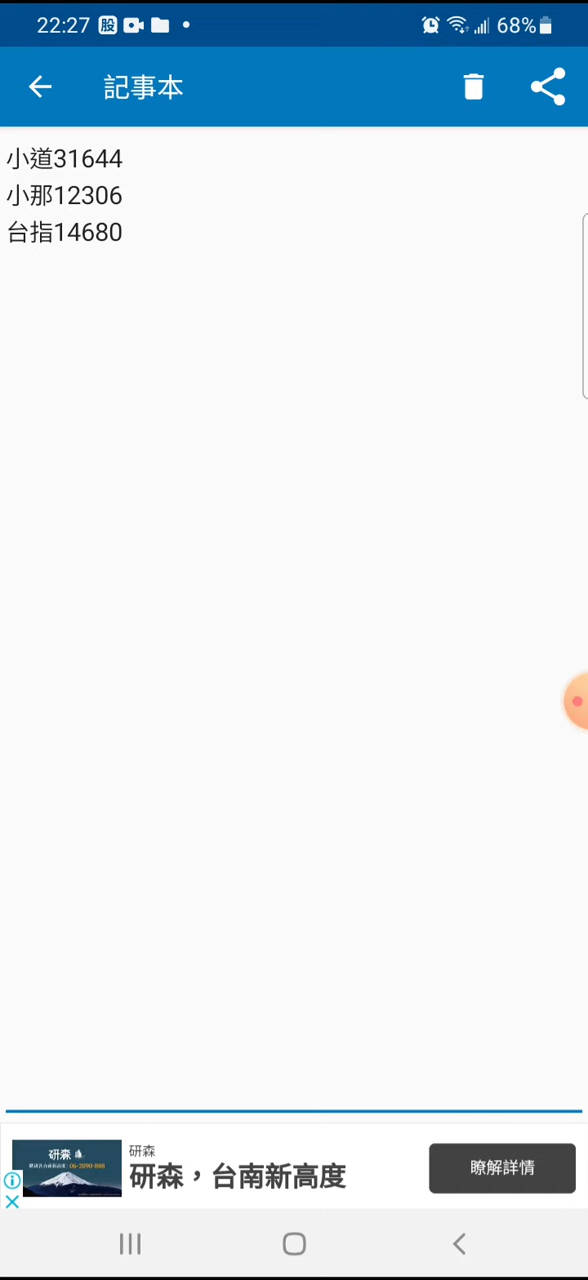 22:27 股 68%
記事本
小道31644
小那12306
台指14680
研森
研森
研森，台南新高度
瞭解詳情